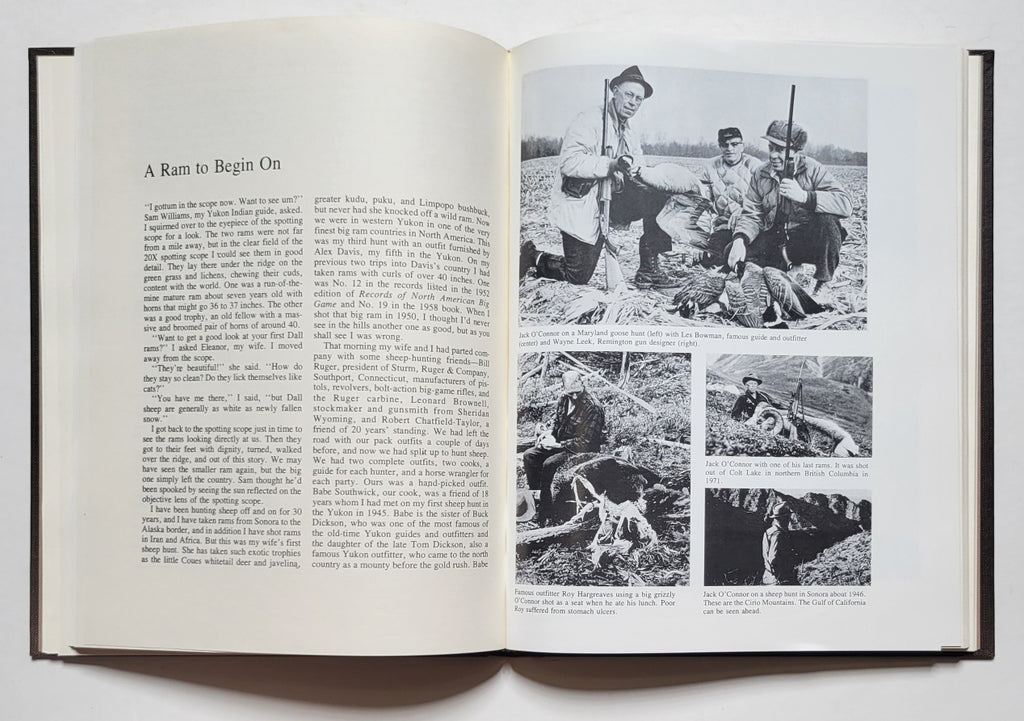 A Ram to Begin On
"I gottum in the scope now. Want to see um?"
Sam Williams, my Yukon Indian guide, asked.
I squirmed over to the eyepiece of the spotting
scope for a look. The two rams were not far
from a mile away, but in the clear field of the
20X spotting scope I could see them in good
detail. They lay there under the ridge on the
green grass and lichens, chewing their cuds,
content with the world. One was a run-of-the-
mine mature ram about seven years old with
horns that might go 36 to 37 inches. The other
was a good trophy, an old fellow with a mas-
sive and broomed pair of horns of around 40.
"Want to get a good look at your first Dall
rams?" I asked Eleanor, my wife. I moved
away from the scope.
"They're beautiful!" she said. "How do
they stay so clean? Do they lick themselves like
cats?"
"You have me there," I said, "but Dall
sheep are generally as white as newly fallen
snow."
I got back to the spotting scope just in time to
see the rams looking directly at us. Then they
got to their feet with dignity, turned, walked
over the ridge, and out of this story. We may
have seen the smaller ram again, but the big
one simply left the country. Sam thought he'd
been spooked by seeing the sun reflected on the
objective lens of the spotting scope.
I have been hunting sheep off and on for 30
years, and I have taken rams from Sonora to the
Alaska border, and in addition I have shot rams
in Iran and Africa. But this was my wife's first
sheep hunt. She has taken such exotic trophies
as the little Coues whitetail deer and javelina,
greater kudu, puku, and Limpopo bushbuck,
but never had she knocked off a wild ram. Now
we were in western Yukon in one of the very
finest big ram countries in North America. This
was my third hunt with an outfit furnished by
Alex Davis, my fifth in the Yukon. On my
previous two trips into Davis's country I had
taken rams with curls of over 40 inches. One
was No. 12 in the records listed in the 1952
edition of Records of North American Big
Game and No. 19 in the 1958 book. When I
shot that big ram in 1950, I thought I'd never
see in the hills another one as good, but as you
shall see I was wrong.
That morning my wife and I had parted com-
pany with some sheep-hunting friends—Bill
Ruger, president of Sturm, Ruger & Company,
Southport, Connecticut, manufacturers of pis-
tols, revolvers, bolt-action big-game rifles, and
the Ruger carbine, Leonard Brownell,
stockmaker and gunsmith from Sheridan
Wyoming, and Robert Chatfield-Taylor, a
friend of 20 years' standing. We had left the
road with our pack outfits a couple of days
before, and now we had split up to hunt sheep.
We had two complete outfits, two cooks, a
guide for each hunter, and a horse wrangler for
each party. Ours was a hand-picked outfit.
Babe Southwick, our cook, was a friend of 18
years whom I had met on my first sheep hunt in
the Yukon in 1945. Babe is the sister of Buck
Dickson, who was one of the most famous of
the old-time Yukon guides and outfitters and
the daughter of the late Tom Dickson, also a
famous Yukon outfitter, who came to the north
country as a mounty before the gold rush. Babe
Jack O'Connor on a Maryland goose hunt (left) with Les Bowman, famous guide and outfitter
(center) and Wayne Leek, Remington gun designer (right).
Jack O'Connor with one of his last rams. It was shot
out of Colt Lake in northern British Columbia in
1971.
Famous outfitter Roy Hargreaves using a big grizzly
O'Connor shot as a seat when he ate his lunch. Poor
Roy suffered from stomach ulcers.
Jack O'Connor on a sheep hunt in Sonora about 1946.
These are the Cirio Mountains. The Gulf of California
can be seen ahead.